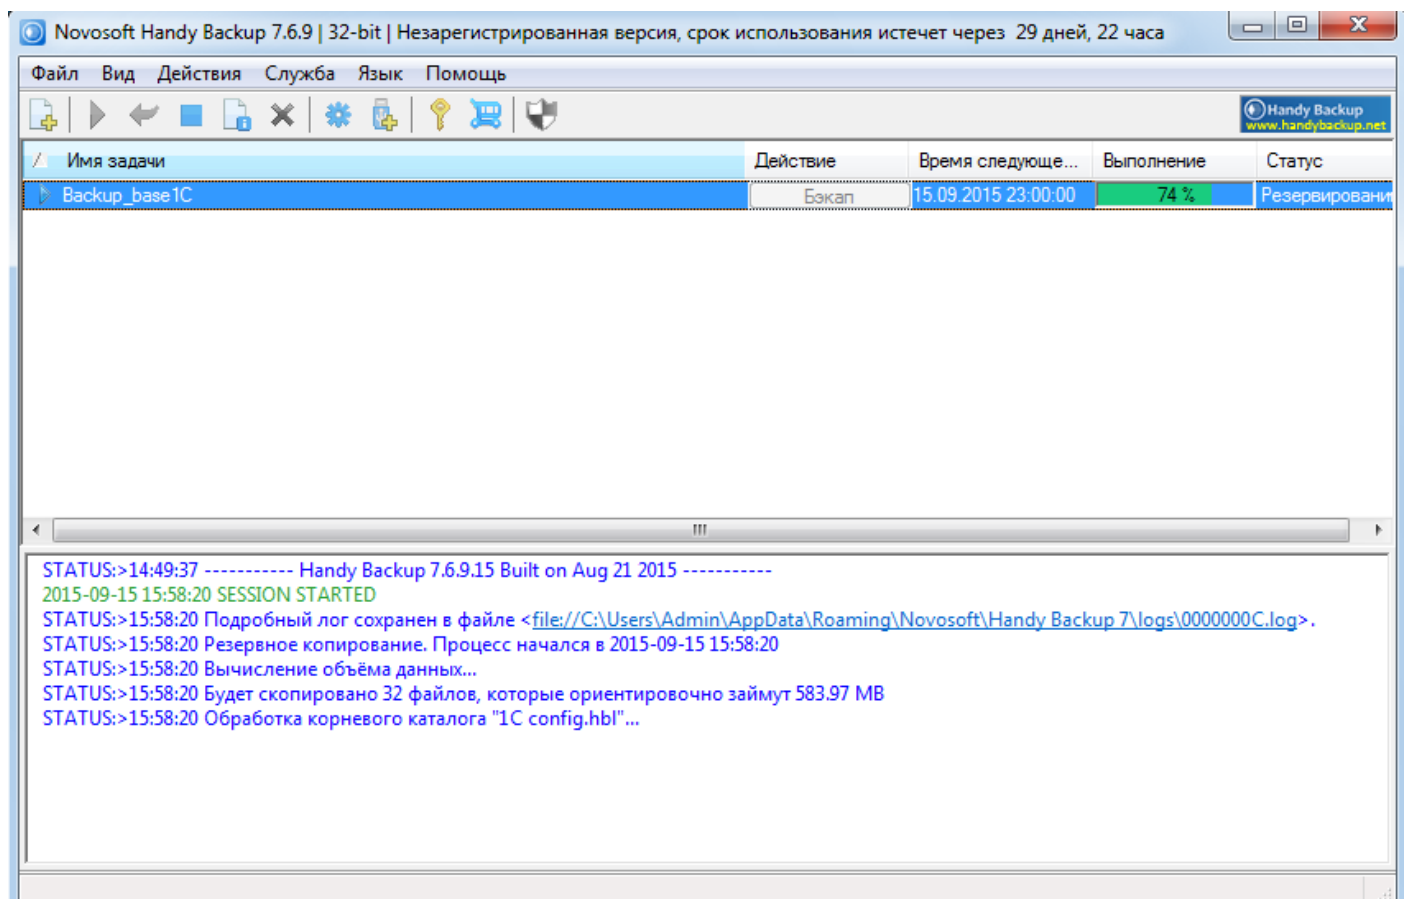 Novosoft Handy Backup 7.6.9 | 32-bit | Незарегистрированная версия, срок использования истечет через 29 дней, 22 часа
Файл Вид Действия Служба Язык Помощь
Handy Backup
www.handybackup.net
Имя задачи Действие Время следующе... Выполнение Статус
Backup_base1C Бэкап 15.09.2015 23:00:00 74 % Резервировани
STATUS:>14:49:37 ----------- Handy Backup 7.6.9.15 Built on Aug 21 2015 -----------
2015-09-15 15:58:20 SESSION STARTED
STATUS:>15:58:20 Подробный лог сохранен в файле <file://C:\Users\Admin\AppData\Roaming\Novosoft\Handy Backup 7\logs\0000000C.log>.
STATUS:>15:58:20 Резервное копирование. Процесс начался в 2015-09-15 15:58:20
STATUS:>15:58:20 Вычисление объёма данных...
STATUS:>15:58:20 Будет скопировано 32 файлов, которые ориентировочно займут 583.97 MB
STATUS:>15:58:20 Обработка корневого каталога "1C config.hbl"...